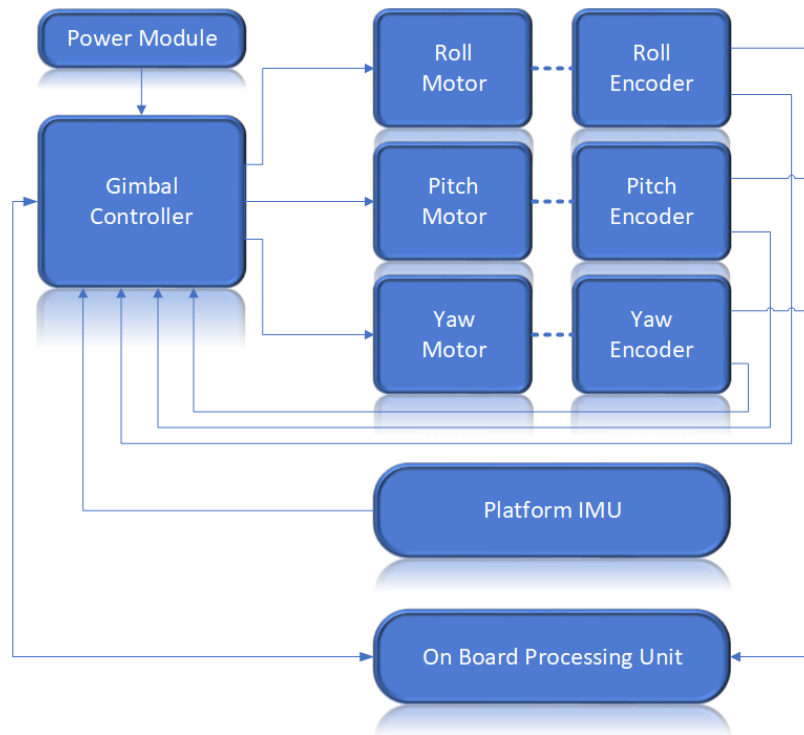 Power Module
Gimbal
Controller
Roll
Motor
Roll
Encoder
Pitch
Motor
Pitch
Encoder
Yaw
Motor
Yaw
Encoder
Platform IMU
On Board Processing Unit